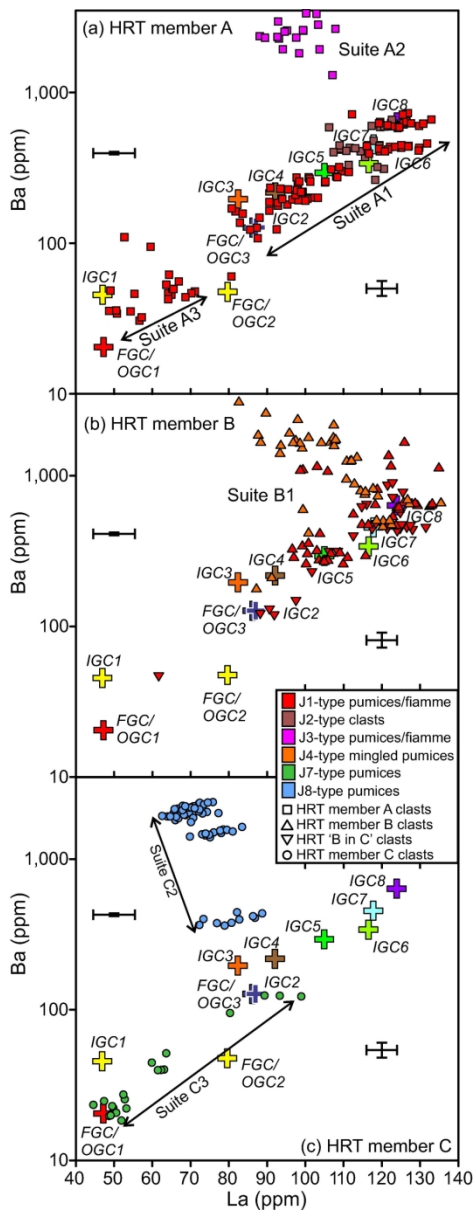 (a) HRT member A
Suite A2
1,000
IGC8
IGC7
IGC6
IGC5
IGC4
IGC3
IGC2
Suite A1
FGC/
OGC3
Ba (ppm)
100
IGC1
FGC/
OGC2
Suite A3
FGC/
OGC1
10
(b) HRT member B
1,000
Suite B1
IGC8
IGC7
IGC6
IGC5
IGC4
IGC3
FGC/
OGC3
IGC2
Ba (ppm)
100
IGC1
FGC/
OGC2
FGC/
OGC1
10
J1-type pumices/fiamme
J2-type clasts
J3-type pumices/fiamme
J4-type mingled pumices
J7-type pumices
J8-type pumices
HRT member A clasts
HRT member B clasts
HRT 'B in C' clasts
HRT member C clasts
1,000
Suite C2
IGC8
IGC7
IGC6
IGC5
IGC4
IGC3
FGC/
OGC3
IGC2
Ba (ppm)
100
IGC1
FGC/
OGC2
Suite C3
FGC/
OGC1
(c) HRT member C
10
40 50 60 70 80 90 100 110 120 130 140
La (ppm)